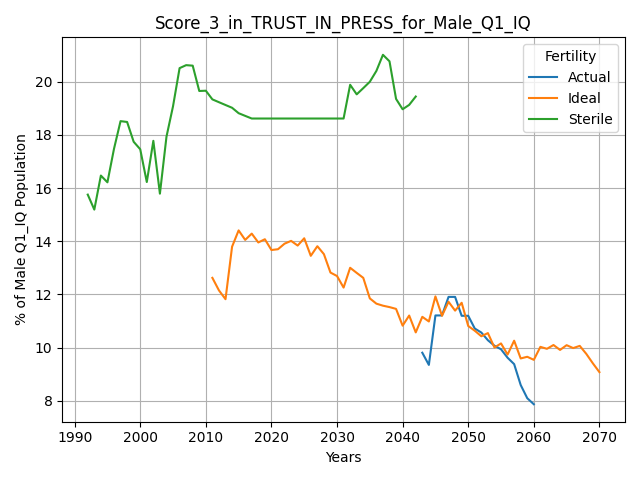 Score_3_in_TRUST_IN_PRESS_for_Male_Q1_IQ
Fertility
Actual
Ideal
Sterile
% of Male Q1_IQ Population
20
18
16
14
12
10
8
1990 2000 2010 2020 2030 2040 2050 2060 2070
Years